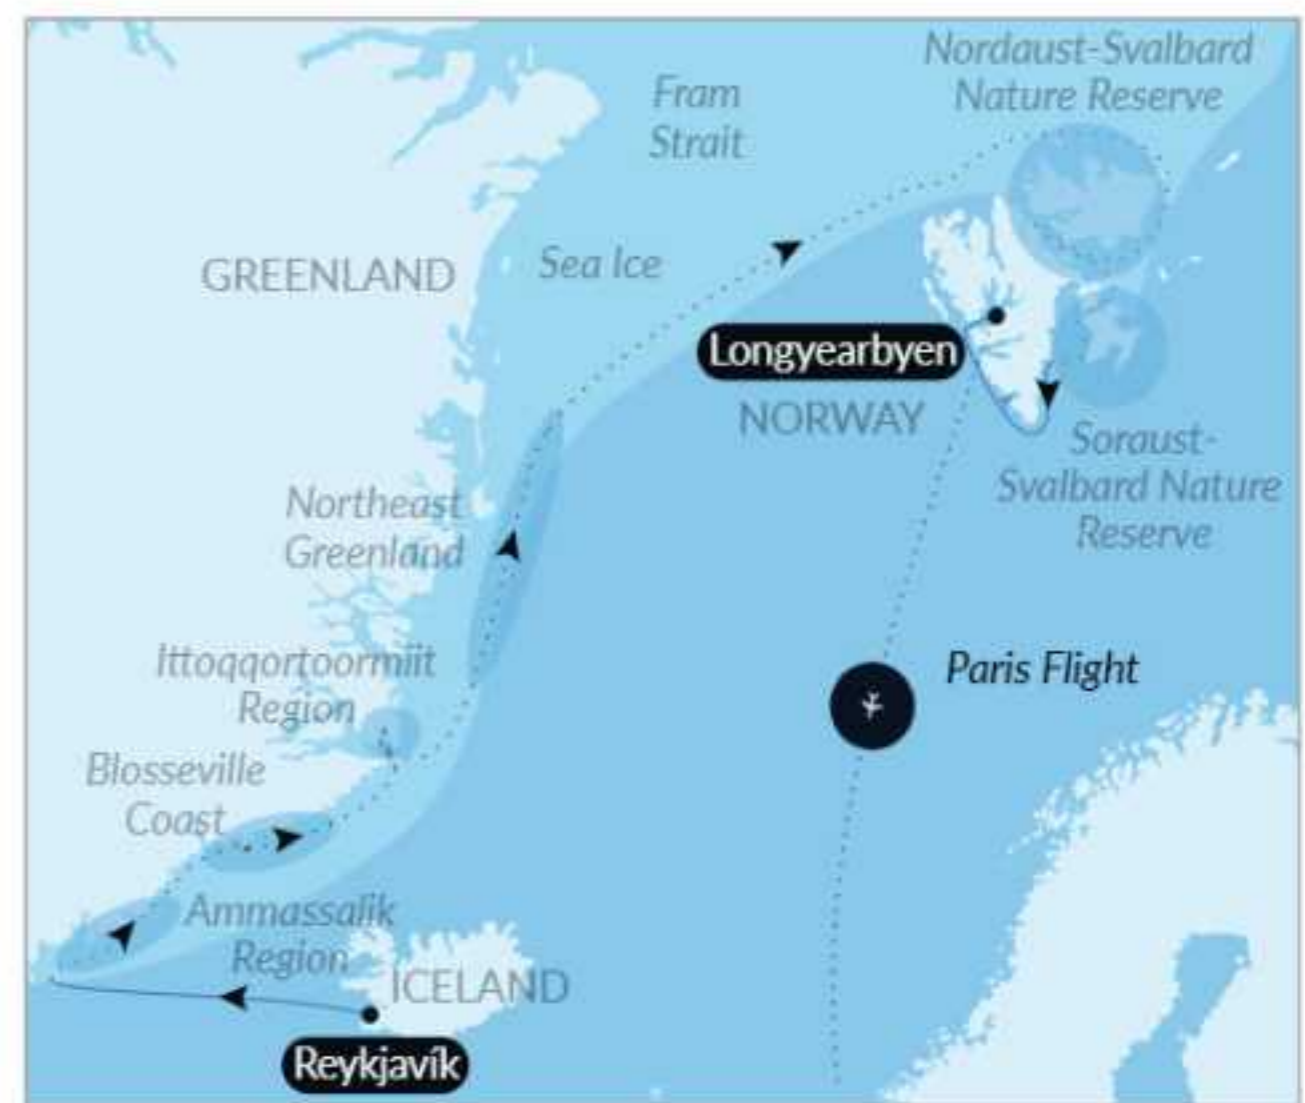 Nordaust-Svalbard
Nature Reserve
Fram
Strait
GREENLAND
Sea Ice
Longyearbyen
NORWAY
Soraust-
Svalbard Nature
Reserve
Northeast
Greenland
Ittoqqortoormiit
Region
Paris Flight
Blosseville
Coast
Ammassalik
Region
ICELAND
Reykjavík